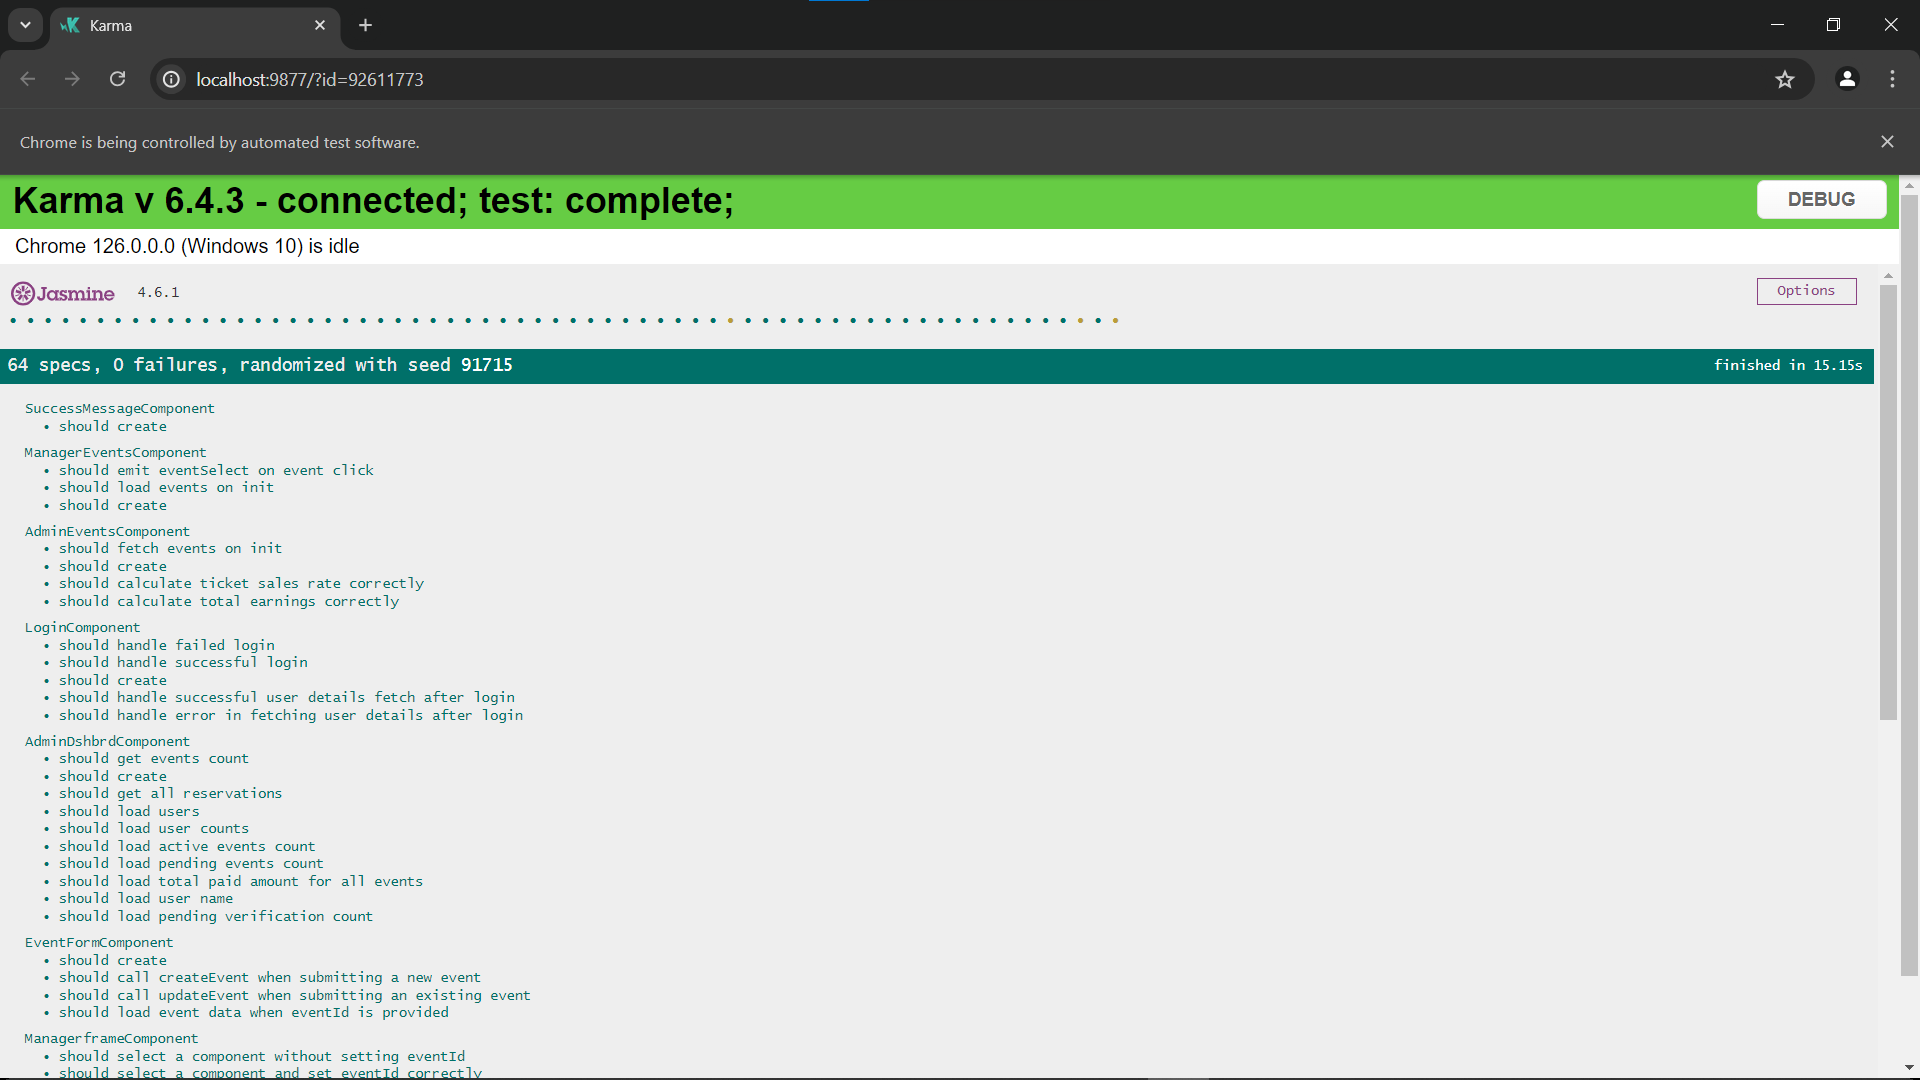 Karma
localhost:9877/?id=92611773
Chrome is being controlled by automated test software.
Karma v 6.4.3 - connected; test: complete;
DEBUG
Chrome 126.0.0.0 (Windows 10) is idle
Jasmine 4.6.1
Options
64 specs, 0 failures, randomized with seed 91715
finished in 15.15s
SuccessMessageComponent
• should create
ManagerEventsComponent
• should emit eventSelect on event click
• should load events on init
• should create
AdminEventsComponent
• should fetch events on init
• should create
• should calculate ticket sales rate correctly
• should calculate total earnings correctly
LoginComponent
• should handle failed login
• should handle successful login
• should create
• should handle successful user details fetch after login
• should handle error in fetching user details after login
AdminDshbrdComponent
• should get events count
• should create
• should get all reservations
• should load users
• should load user counts
• should load active events count
• should load pending events count
• should load total paid amount for all events
• should load user name
• should load pending verification count
EventFormComponent
• should create
• should call createEvent when submitting a new event
• should call updateEvent when submitting an existing event
• should load event data when eventId is provided
ManagerframeComponent
• should select a component without setting eventId
• should select a component and set eventId correctly